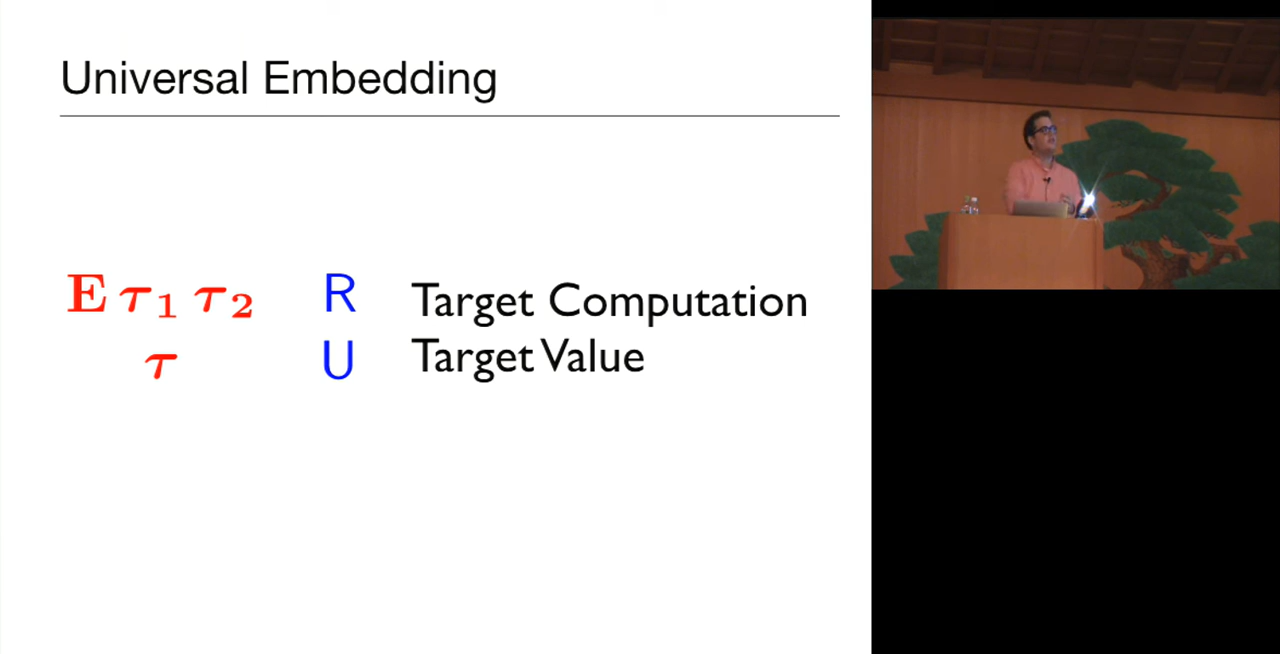 Universal Embedding
E τ₁ τ₂ R Target Computation
τ U Target Value